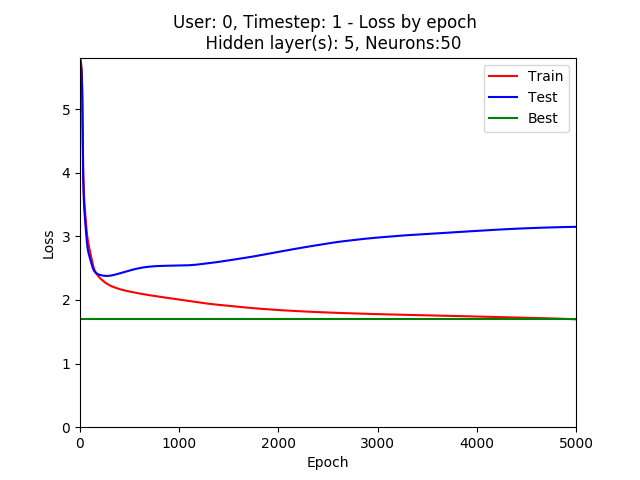 User: 0, Timestep: 1 - Loss by epoch
Hidden layer(s): 5, Neurons:50
Train
Test
Best
5
4
3
2
1
0
Loss
0 1000 2000 3000 4000 5000
Epoch